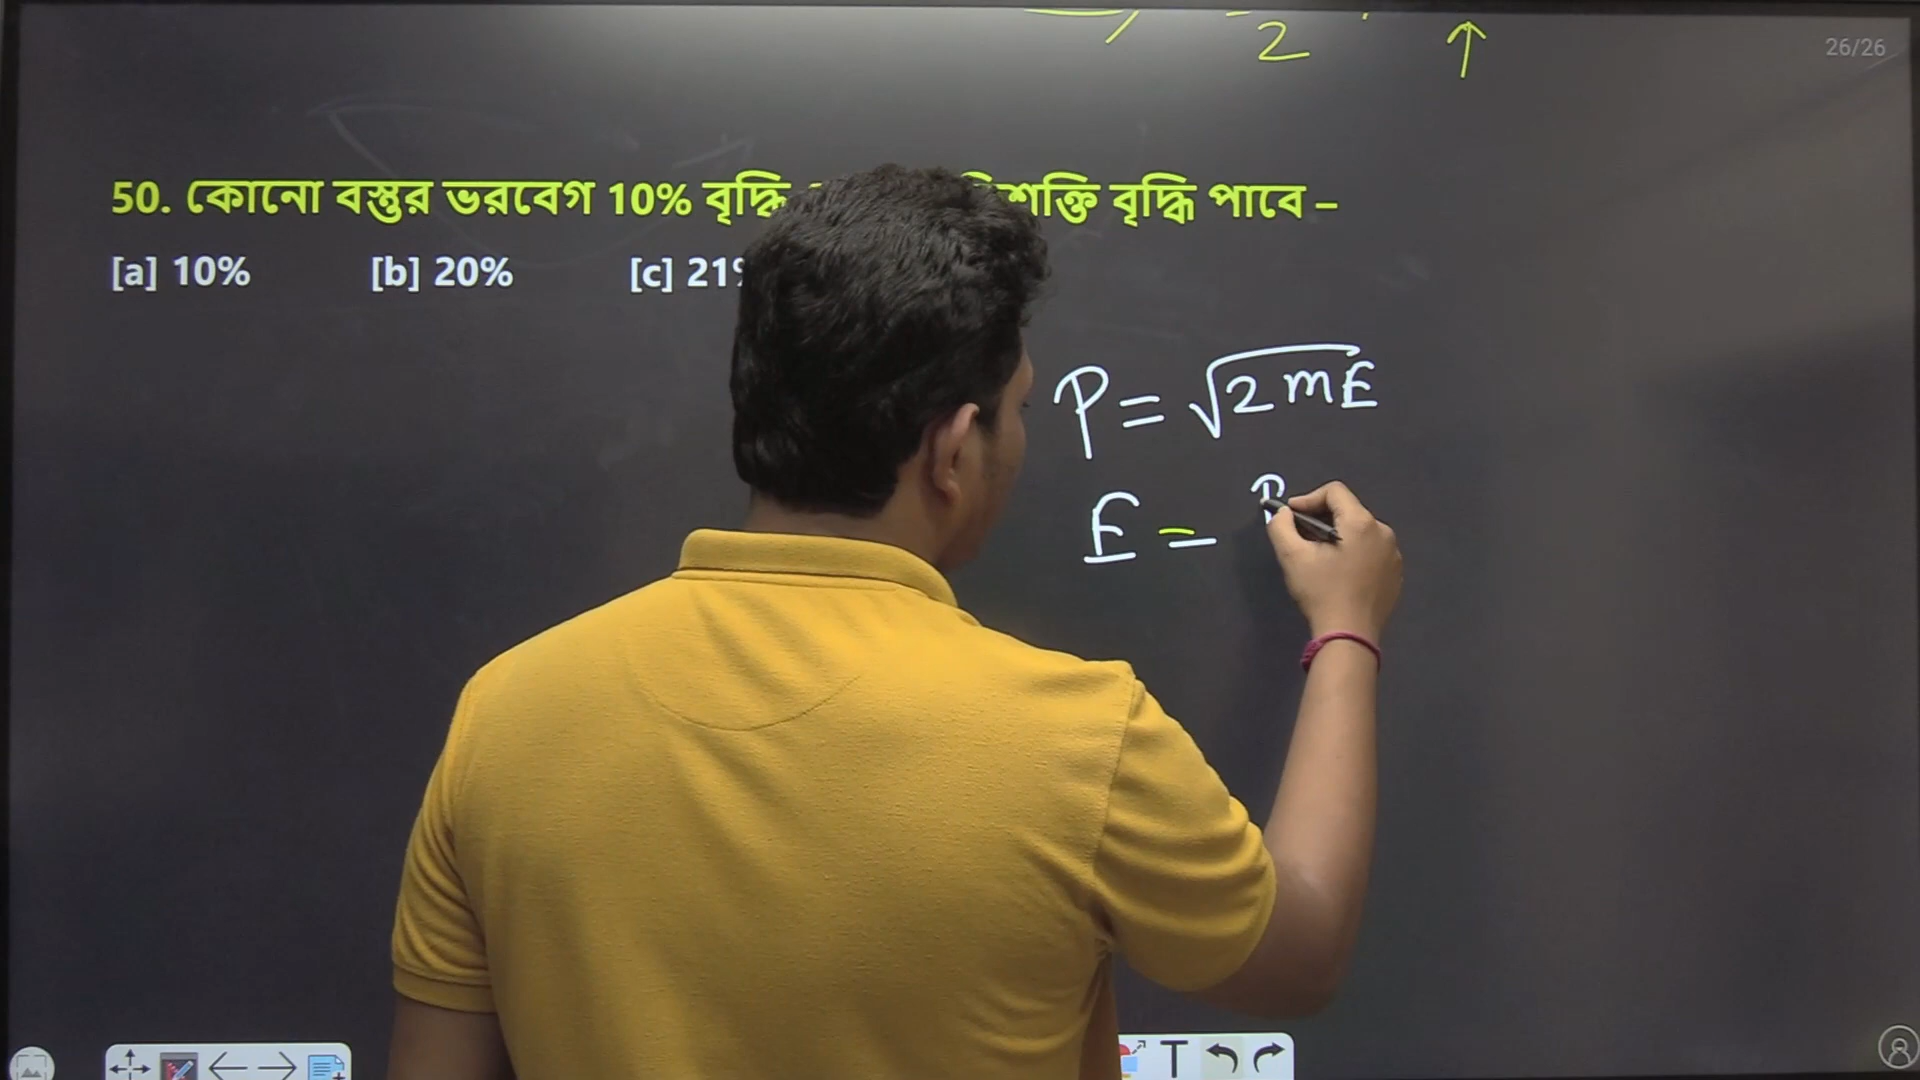 2
26/26
50. কোনো বস্তুর ভরবেগ 10% বৃদ্ধি শক্তি বৃদ্ধি পাবে –
[a] 10% [b] 20% [c] 21%
P = √2mE
E = P
T